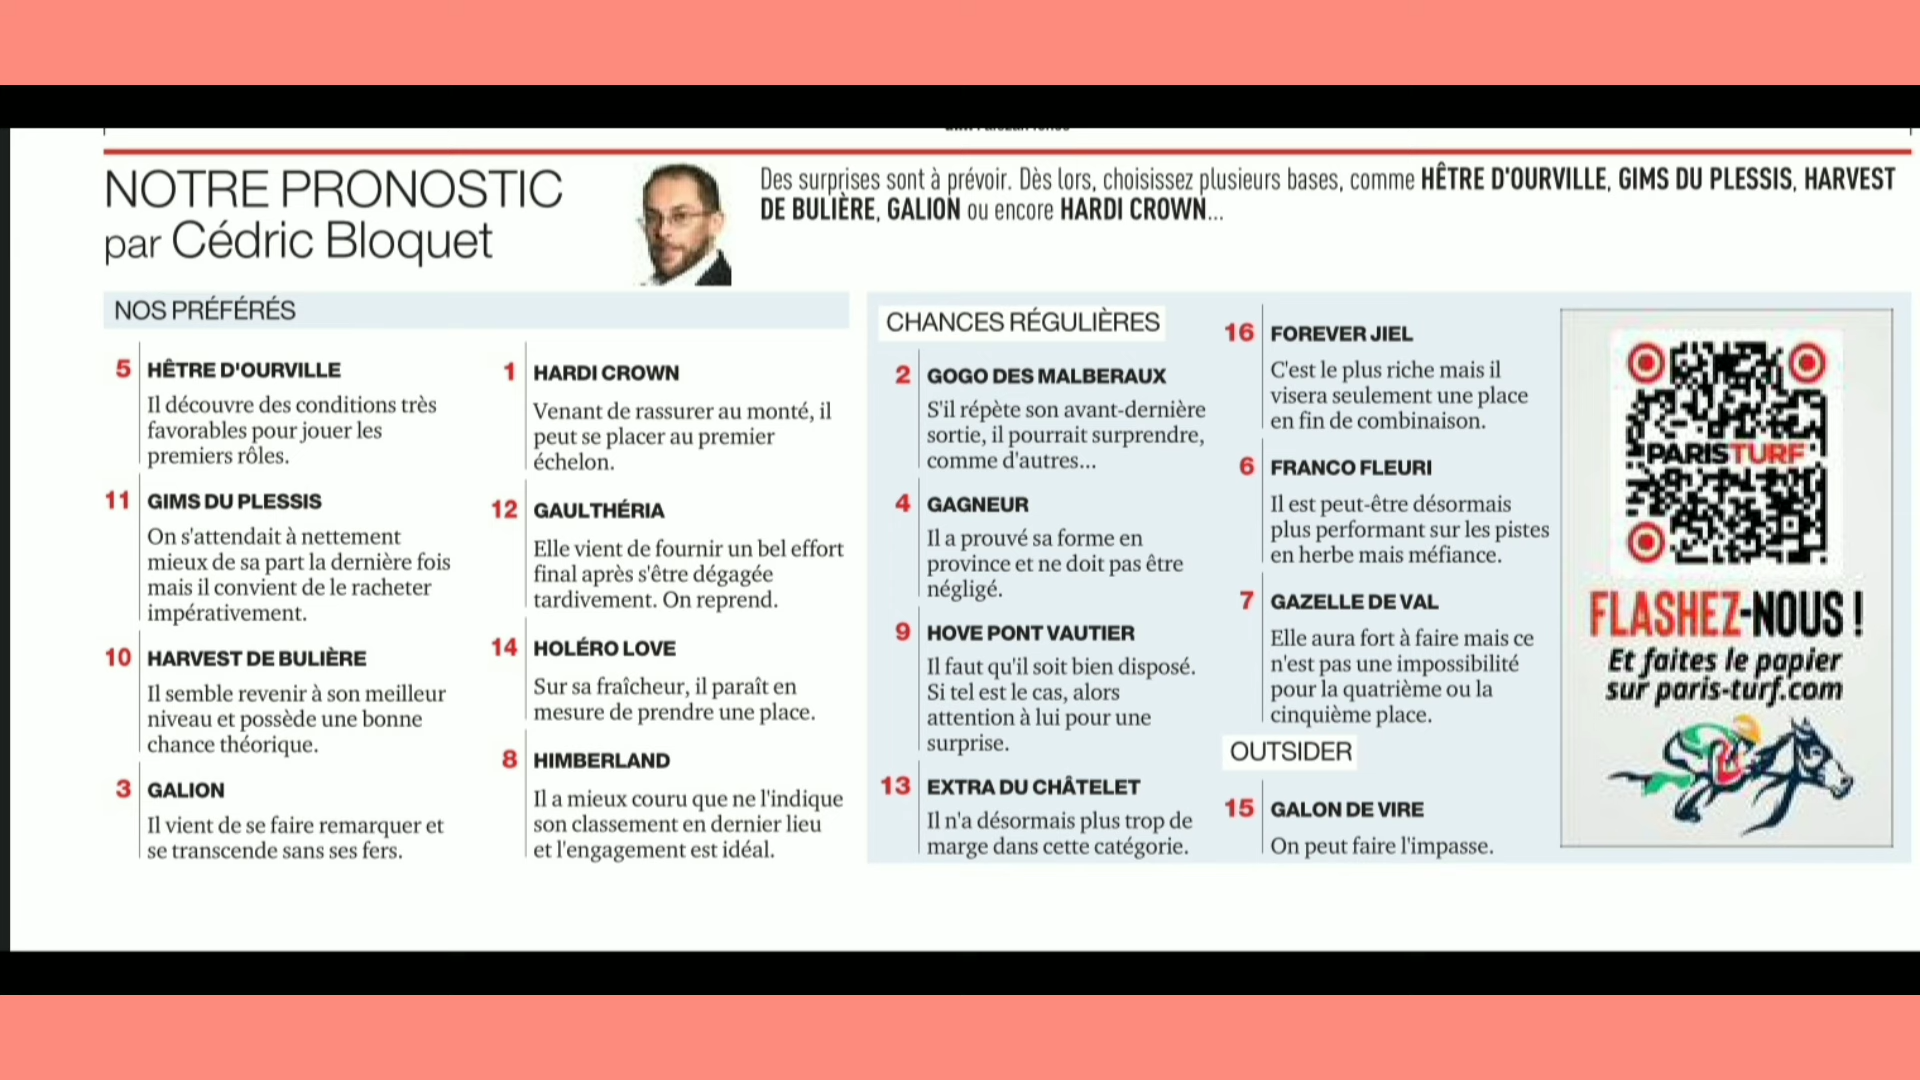 NOTRE PRONOSTIC
par Cédric Bloquet
Des surprises sont à prévoir. Dès lors, choisissez plusieurs bases, comme HÊTRE D'OURVILLE, GIMS DU PLESSIS, HARVEST
DE BULIÈRE, GALION ou encore HARDI CROWN...
NOS PRÉFÉRÉS
5 HÊTRE D'OURVILLE
Il découvre des conditions très
favorables pour jouer les
premiers rôles.
11 GIMS DU PLESSIS
On s'attendait à nettement
mieux de sa part la dernière fois
mais il convient de le racheter
impérativement.
10 HARVEST DE BULIÈRE
Il semble revenir à son meilleur
niveau et possède une bonne
chance théorique.
3 GALION
Il vient de se faire remarquer et
se transcende sans ses fers.
1 HARDI CROWN
Venant de rassurer au monté, il
peut se placer au premier
échelon.
12 GAULTHÉRIA
Elle vient de fournir un bel effort
final après s'être dégagée
tardivement. On reprend.
14 HOLÉRO LOVE
Sur sa fraîcheur, il paraît en
mesure de prendre une place.
8 HIMBERLAND
Il a mieux couru que ne l'indique
son classement en dernier lieu
et l'engagement est idéal.
CHANCES RÉGULIÈRES
2 GOGO DES MALBERAUX
S'il répète son avant-dernière
sortie, il pourrait surprendre,
comme d'autres...
4 GAGNEUR
Il a prouvé sa forme en
province et ne doit pas être
négligé.
9 HOVE PONT VAUTIER
Il faut qu'il soit bien disposé.
Si tel est le cas, alors
attention à lui pour une
surprise.
13 EXTRA DU CHÂTELET
Il n'a désormais plus trop de
marge dans cette catégorie.
16 FOREVER JIEL
C'est le plus riche mais il
visera seulement une place
en fin de combinaison.
6 FRANCO FLEURI
Il est peut-être désormais
plus performant sur les pistes
en herbe mais méfiance.
7 GAZELLE DE VAL
Elle aura fort à faire mais ce
n'est pas une impossibilité
pour la quatrième ou la
cinquième place.
OUTSIDER
15 GALON DE VIRE
On peut faire l'impasse.
PARISTURF
FLASHEZ-NOUS !
Et faites le papier
sur paris-turf.com